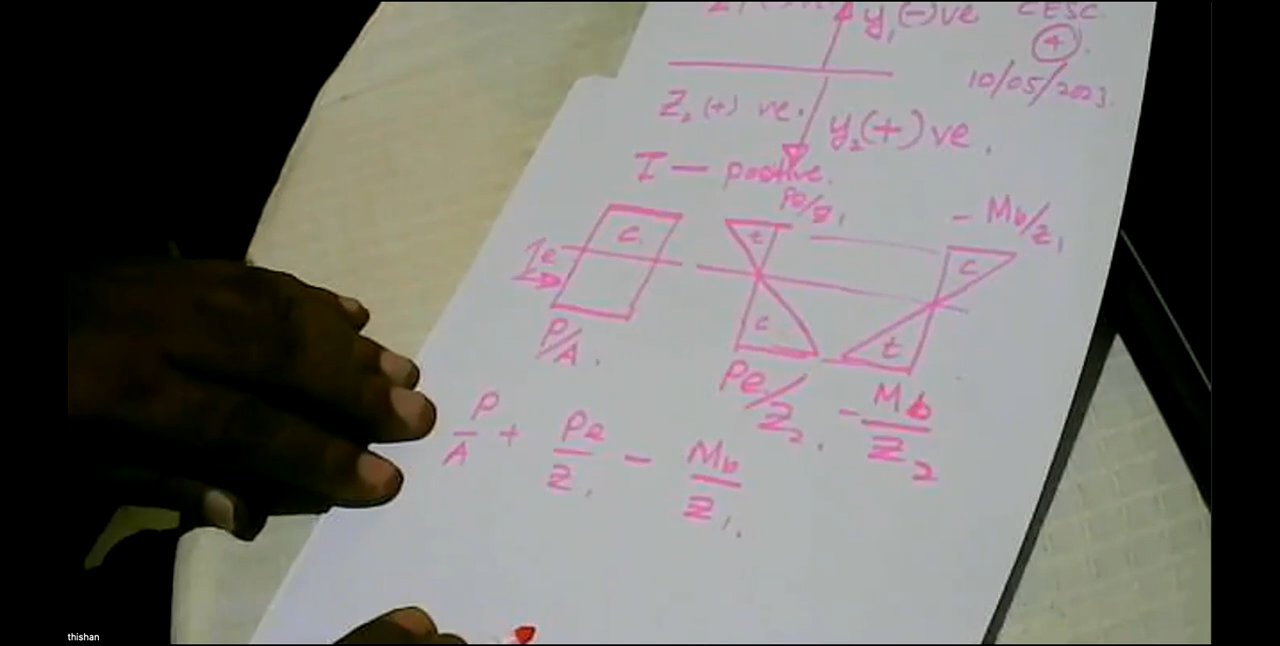 y₁(-)ve CESC
4
10/05/2023.
Z₂(+) ve. y₂(+)ve.
I — positive.
Pe/z₁ - Mb/z₁
c t c
e
c t
P/A. Pe/Z₂. - Mb/Z₂
P/A + Pe/Z₁ - Mb/Z₁.
thishan